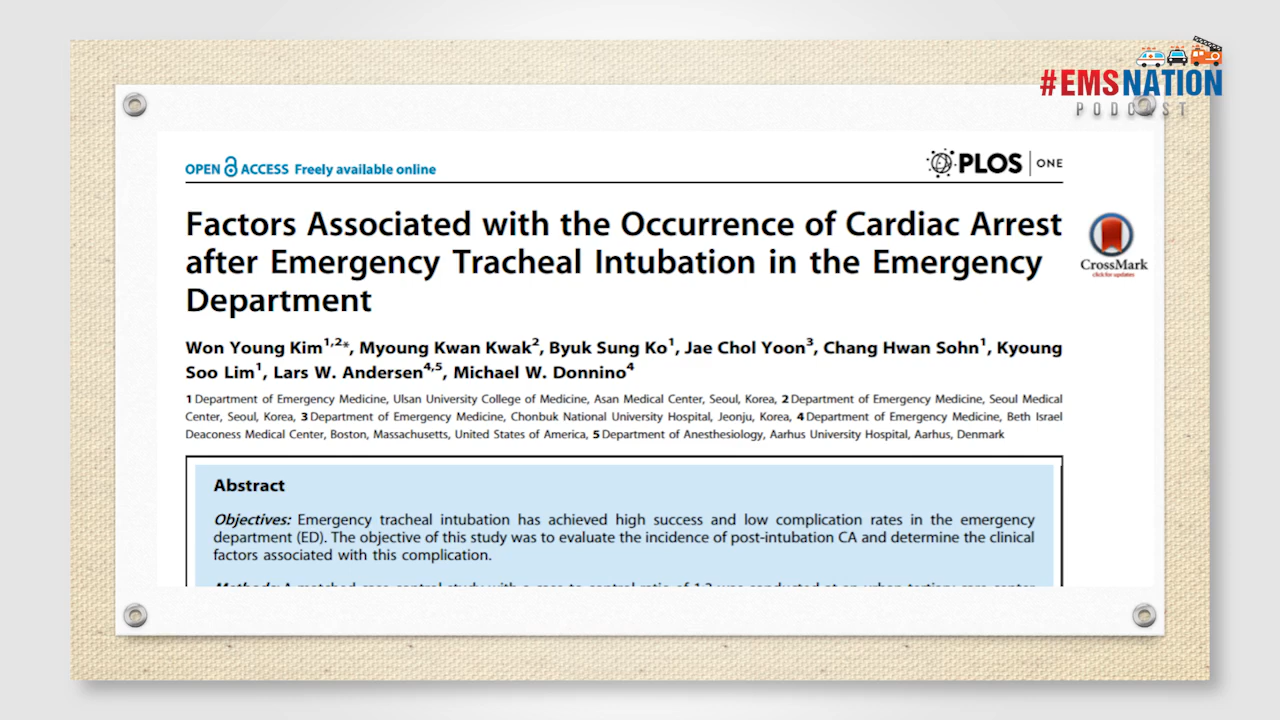 #EMSNATION
PODCAST
OPEN ACCESS Freely available online
PLOS ONE
Factors Associated with the Occurrence of Cardiac Arrest
after Emergency Tracheal Intubation in the Emergency
Department
CrossMark
click for updates
Won Young Kim1,2*, Myoung Kwan Kwak2, Byuk Sung Ko1, Jae Chol Yoon3, Chang Hwan Sohn1, Kyoung
Soo Lim1, Lars W. Andersen4,5, Michael W. Donnino4
1 Department of Emergency Medicine, Ulsan University College of Medicine, Asan Medical Center, Seoul, Korea, 2 Department of Emergency Medicine, Seoul Medical
Center, Seoul, Korea, 3 Department of Emergency Medicine, Chonbuk National University Hospital, Jeonju, Korea, 4 Department of Emergency Medicine, Beth Israel
Deaconess Medical Center, Boston, Massachusetts, United States of America, 5 Department of Anesthesiology, Aarhus University Hospital, Aarhus, Denmark
Abstract
Objectives: Emergency tracheal intubation has achieved high success and low complication rates in the emergency
department (ED). The objective of this study was to evaluate the incidence of post-intubation CA and determine the clinical
factors associated with this complication.